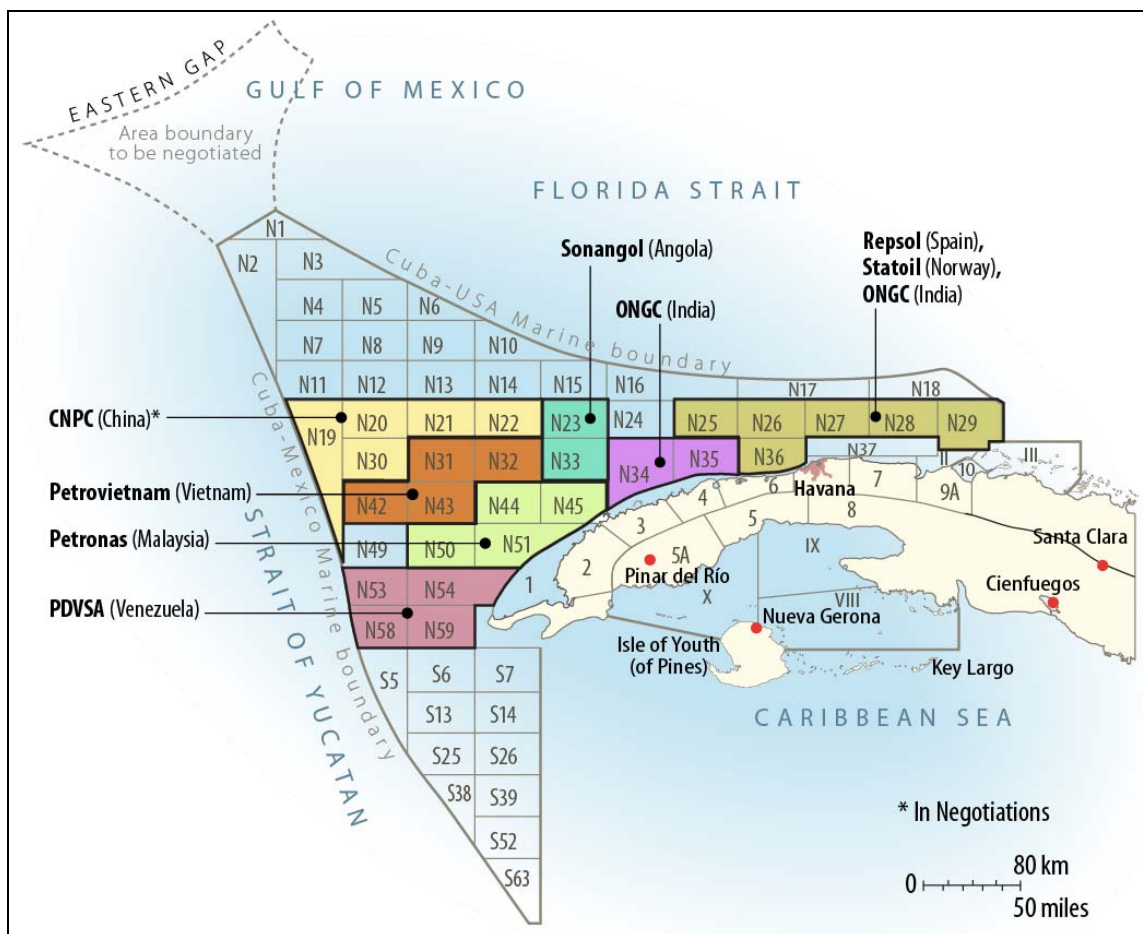 EASTERN GAP
Area boundary
to be negotiated
GULF OF MEXICO
FLORIDA STRAIT
Cuba-USA Marine boundary
Cuba-Mexico Marine boundary
STRAIT OF YUCATAN
Sonangol (Angola)
ONGC (India)
Repsol (Spain),
Statoil (Norway),
ONGC (India)
CNPC (China)*
Petrovietnam (Vietnam)
Petronas (Malaysia)
PDVSA (Venezuela)
N1
N2 N3
N4 N5 N6
N7 N8 N9 N10
N11 N12 N13 N14 N15 N16 N17 N18
N19 N20 N21 N22 N23 N24 N25 N26 N27 N28 N29
N30 N31 N32 N33 N34 N35 N36 N37 II 10 III
N42 N43 N44 N45
N49 N50 N51
N53 N54
N58 N59
1 2 3 4 5 5A 6 7 8 9A
IX
X
VIII
Havana
Santa Clara
Pinar del Río
Cienfuegos
Nueva Gerona
Isle of Youth
(of Pines)
Key Largo
CARIBBEAN SEA
S5 S6 S7
S13 S14
S25 S26
S38 S39
S52
S63
* In Negotiations
80 km
0
50 miles